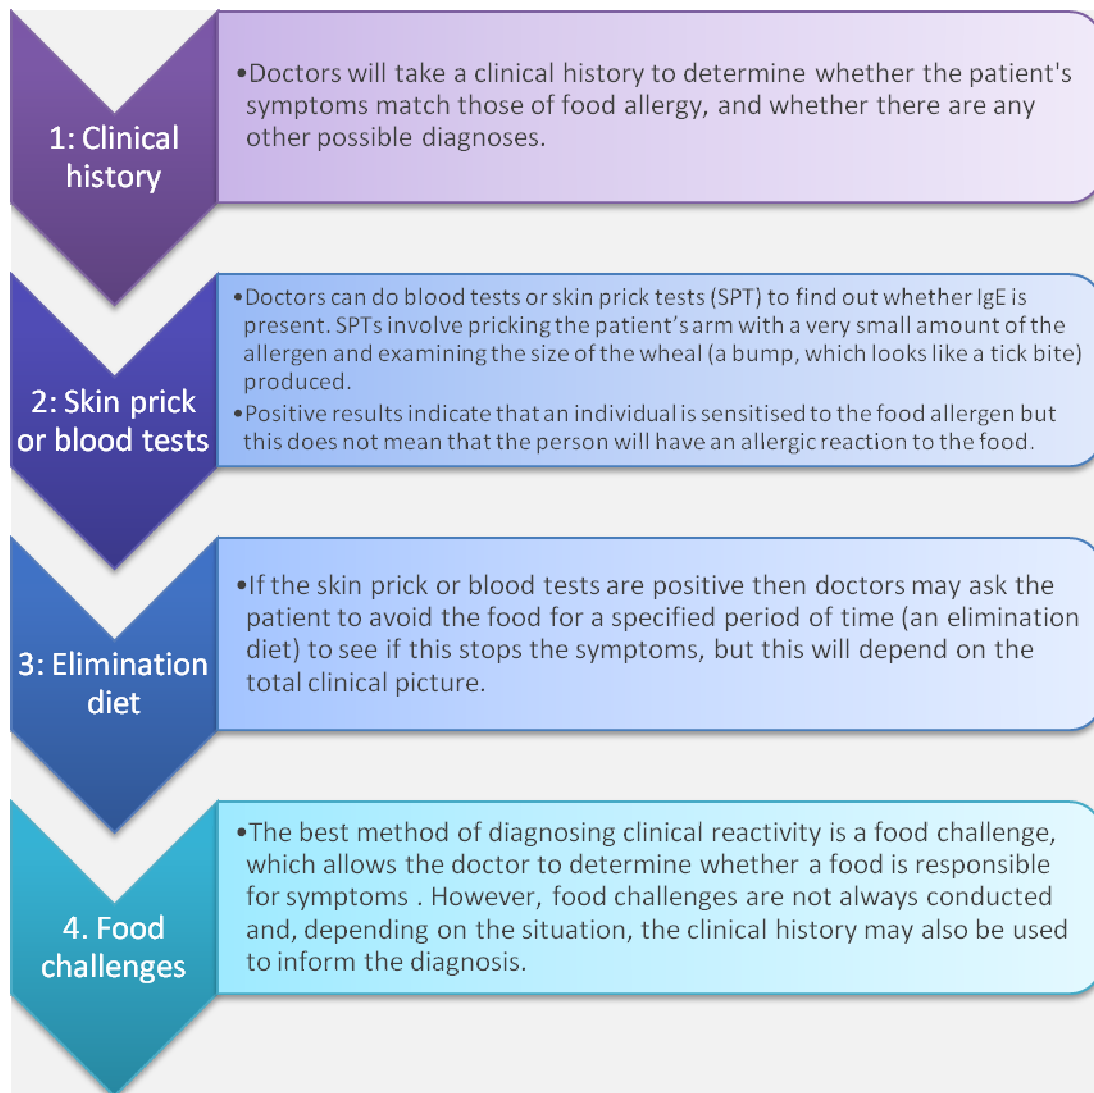 1: Clinical
history
•Doctors will take a clinical history to determine whether the patient's
symptoms match those of food allergy, and whether there are any
other possible diagnoses.
2: Skin prick
or blood tests
•Doctors can do blood tests or skin prick tests (SPT) to find out whether IgE is
present. SPTs involve pricking the patient’s arm with a very small amount of the
allergen and examining the size of the wheal (a bump, which looks like a tick bite)
produced.
•Positive results indicate that an individual is sensitised to the food allergen but
this does not mean that the person will have an allergic reaction to the food.
3: Elimination
diet
•If the skin prick or blood tests are positive then doctors may ask the
patient to avoid the food for a specified period of time (an elimination
diet) to see if this stops the symptoms, but this will depend on the
total clinical picture.
4. Food
challenges
•The best method of diagnosing clinical reactivity is a food challenge,
which allows the doctor to determine whether a food is responsible
for symptoms . However, food challenges are not always conducted
and, depending on the situation, the clinical history may also be used
to inform the diagnosis.